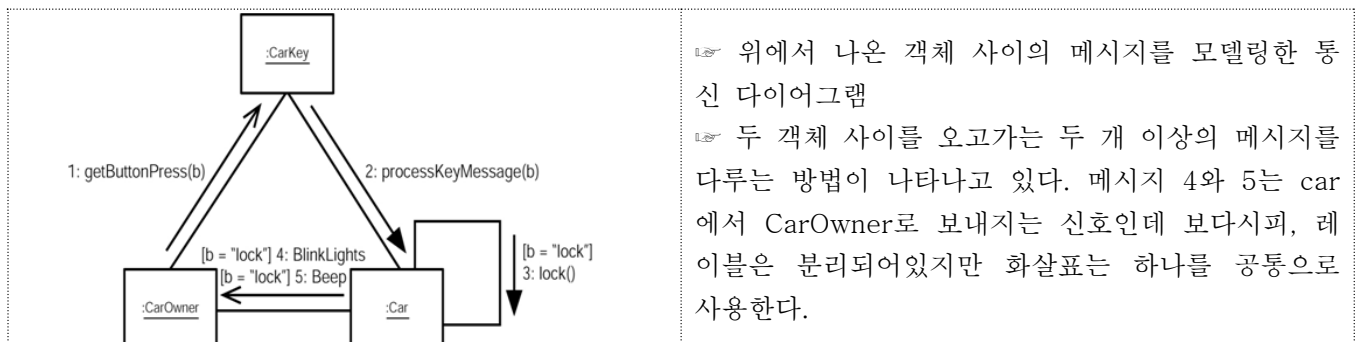 :CarKey
1: getButtonPress(b)
2: processKeyMessage(b)
[b = "lock"] 4: BlinkLights
[b = "lock"] 5: Beep
[b = "lock"]
3: lock()
:CarOwner
:Car
☞ 위에서 나온 객체 사이의 메시지를 모델링한 통
신 다이어그램
☞ 두 객체 사이를 오고가는 두 개 이상의 메시지를
다루는 방법이 나타나고 있다. 메시지 4와 5는 car
에서 CarOwner로 보내지는 신호인데 보다시피, 레
이블은 분리되어있지만 화살표는 하나를 공통으로
사용한다.